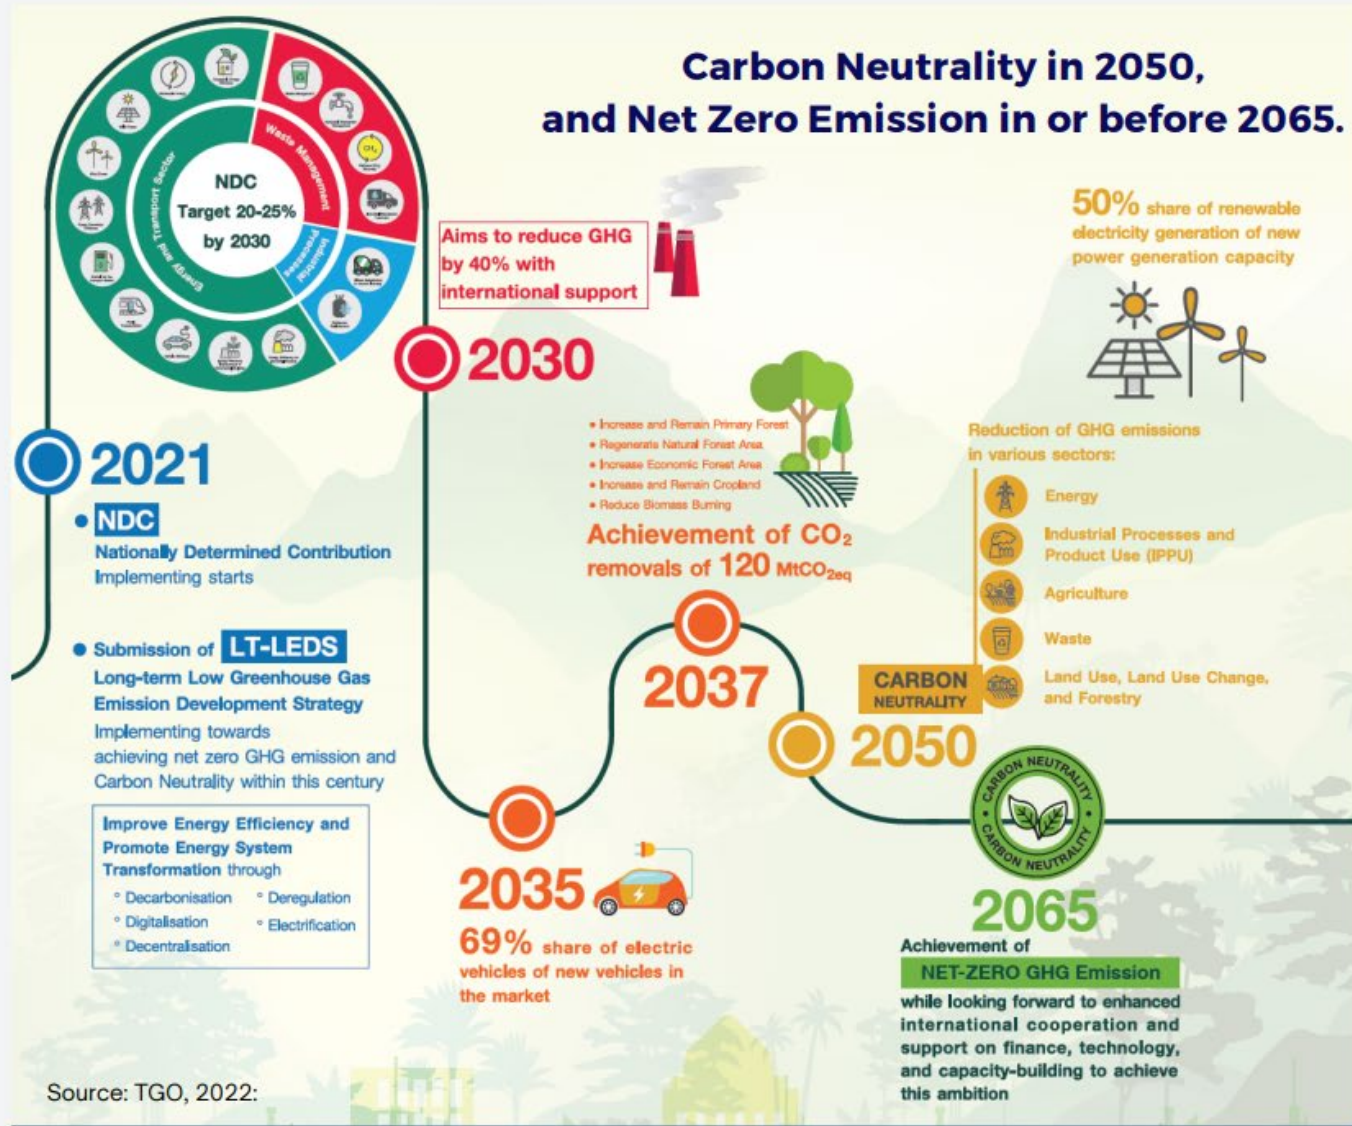 Carbon Neutrality in 2050,
and Net Zero Emission in or before 2065.
NDC
Target 20-25%
by 2030
Energy and Transport Sector
Waste Management
Industrial
Processes
CH₄
2021
NDC
Nationally Determined Contribution
Implementing starts
Submission of LT-LEDS
Long-term Low Greenhouse Gas
Emission Development Strategy
Implementing towards
achieving net zero GHG emission and
Carbon Neutrality within this century
Improve Energy Efficiency and
Promote Energy System
Transformation through
° Decarbonisation
° Digitalisation
° Decentralisation
° Deregulation
° Electrification
Aims to reduce GHG
by 40% with
international support
2030
2035
69% share of electric
vehicles of new vehicles in
the market
• Increase and Remain Primary Forest
• Regenerate Natural Forest Area
• Increase Economic Forest Area
• Increase and Remain Cropland
• Reduce Biomass Burning
Achievement of CO₂
removals of 120 MtCO₂eq
2037
50% share of renewable
electricity generation of new
power generation capacity
Reduction of GHG emissions
in various sectors:
Energy
Industrial Processes and
Product Use (IPPU)
Agriculture
Waste
Land Use, Land Use Change,
and Forestry
CARBON
NEUTRALITY
2050
CARBON NEUTRALITY
CARBON NEUTRALITY
2065
Achievement of
NET-ZERO GHG Emission
while looking forward to enhanced
international cooperation and
support on finance, technology,
and capacity-building to achieve
this ambition
Source: TGO, 2022: